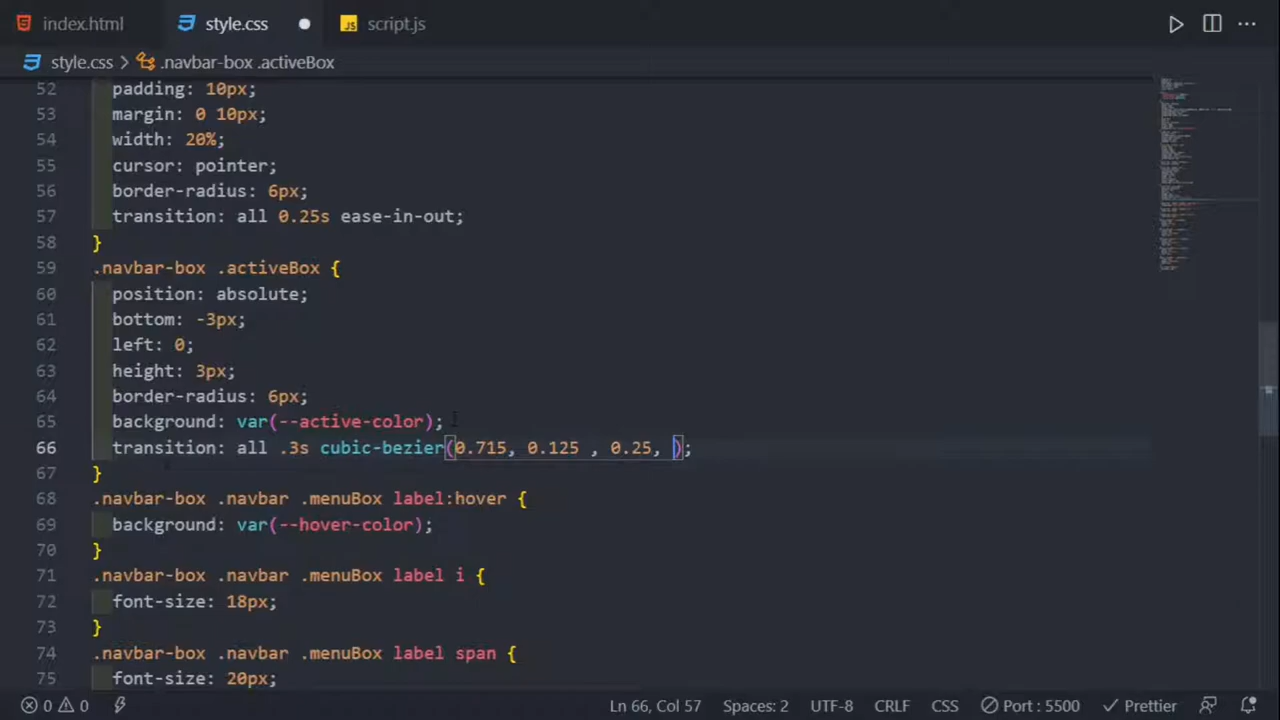 index.html style.css script.js
style.css > .navbar-box .activeBox
52 padding: 10px;
53 margin: 0 10px;
54 width: 20%;
55 cursor: pointer;
56 border-radius: 6px;
57 transition: all 0.25s ease-in-out;
58 }
59 .navbar-box .activeBox {
60 position: absolute;
61 bottom: -3px;
62 left: 0;
63 height: 3px;
64 border-radius: 6px;
65 background: var(--active-color);
66 transition: all .3s cubic-bezier(0.715, 0.125 , 0.25, );
67 }
68 .navbar-box .navbar .menuBox label:hover {
69 background: var(--hover-color);
70 }
71 .navbar-box .navbar .menuBox label i {
72 font-size: 18px;
73 }
74 .navbar-box .navbar .menuBox label span {
75 font-size: 20px;
0 0 Ln 66, Col 57 Spaces: 2 UTF-8 CRLF CSS Port : 5500 Prettier